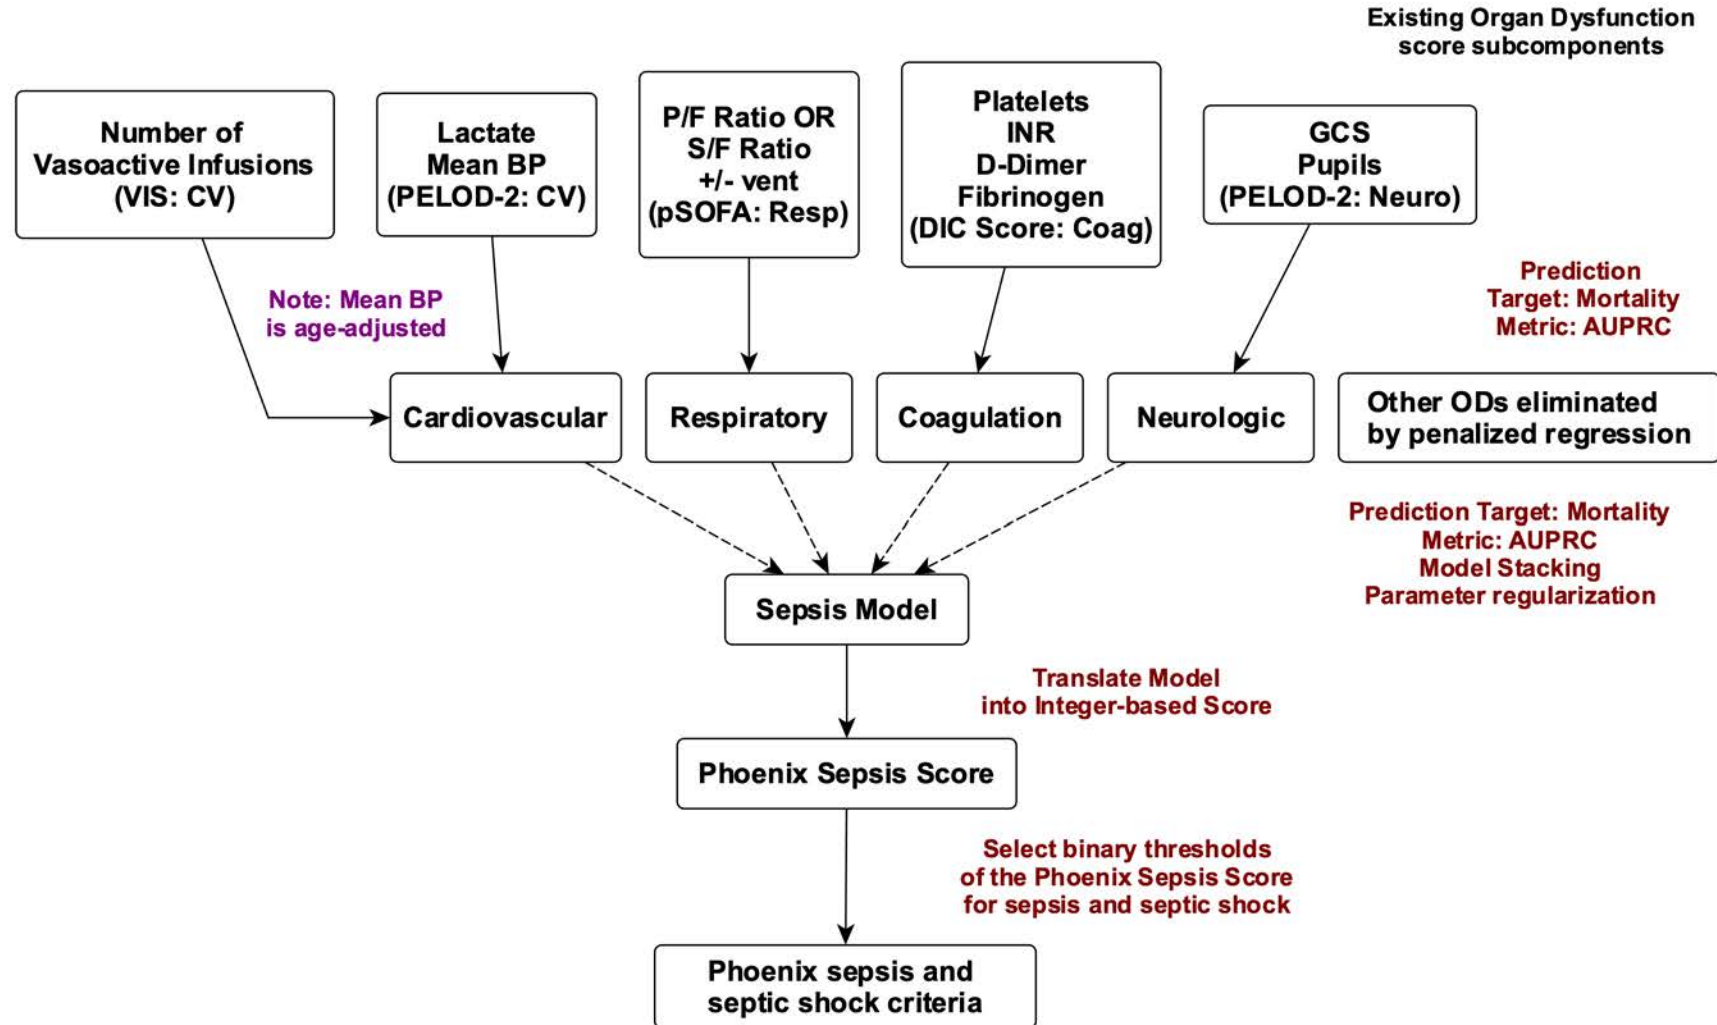 Existing Organ Dysfunction
score subcomponents
Number of
Vasoactive Infusions
(VIS: CV)
Lactate
Mean BP
(PELOD-2: CV)
P/F Ratio OR
S/F Ratio
+/- vent
(pSOFA: Resp)
Platelets
INR
D-Dimer
Fibrinogen
(DIC Score: Coag)
GCS
Pupils
(PELOD-2: Neuro)
Note: Mean BP
is age-adjusted
Prediction
Target: Mortality
Metric: AUPRC
Cardiovascular
Respiratory
Coagulation
Neurologic
Other ODs eliminated
by penalized regression
Prediction Target: Mortality
Metric: AUPRC
Model Stacking
Parameter regularization
Sepsis Model
Translate Model
into Integer-based Score
Phoenix Sepsis Score
Select binary thresholds
of the Phoenix Sepsis Score
for sepsis and septic shock
Phoenix sepsis and
septic shock criteria